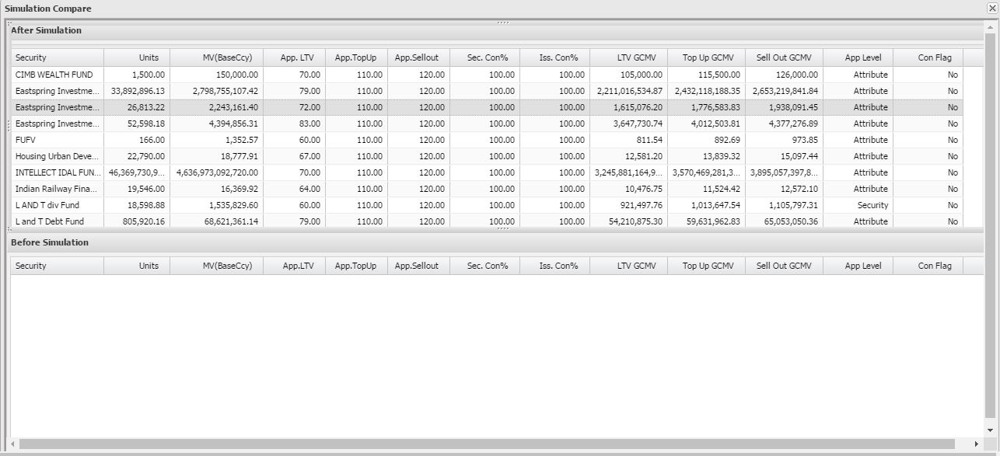 Simulation Compare
After Simulation
Security Units MV(BaseCcy) App. LTV App.TopUp App.Sellout Sec. Con% Iss. Con% LTV GCMV Top Up GCMV Sell Out GCMV App Level Con Flag
CIMB WEALTH FUND 1,500.00 150,000.00 70.00 110.00 120.00 100.00 100.00 105,000.00 115,500.00 126,000.00 Attribute No
Eastspring Investme... 33,892,896.13 2,798,755,107.42 79.00 110.00 120.00 100.00 100.00 2,211,016,534.87 2,432,118,188.35 2,653,219,841.84 Attribute No
Eastspring Investme... 26,813.22 2,243,161.40 72.00 110.00 120.00 100.00 100.00 1,615,076.20 1,776,583.83 1,938,091.45 Attribute No
Eastspring Investme... 52,598.18 4,394,856.31 83.00 110.00 120.00 100.00 100.00 3,647,730.74 4,012,503.81 4,377,276.89 Attribute No
FUFV 166.00 1,352.57 60.00 110.00 120.00 100.00 100.00 811.54 892.69 973.85 Attribute No
Housing Urban Deve... 22,790.00 18,777.91 67.00 110.00 120.00 100.00 100.00 12,581.20 13,839.32 15,097.44 Attribute No
INTELLECT IDAL FUN... 46,369,730,9... 4,636,973,092,720.00 70.00 110.00 120.00 100.00 100.00 3,245,881,164,9... 3,570,469,281,3... 3,895,057,397,8... Attribute No
Indian Railway Fina... 19,546.00 16,369.92 64.00 110.00 120.00 100.00 100.00 10,476.75 11,524.42 12,572.10 Attribute No
L AND T div Fund 18,598.88 1,535,829.60 60.00 110.00 120.00 100.00 100.00 921,497.76 1,013,647.54 1,105,797.31 Security No
L and T Debt Fund 805,920.16 68,621,361.14 79.00 110.00 120.00 100.00 100.00 54,210,875.30 59,631,962.83 65,053,050.36 Attribute No
Before Simulation
Security Units MV(BaseCcy) App.LTV App.TopUp App.Sellout Sec. Con% Iss. Con% LTV GCMV Top Up GCMV Sell Out GCMV App Level Con Flag